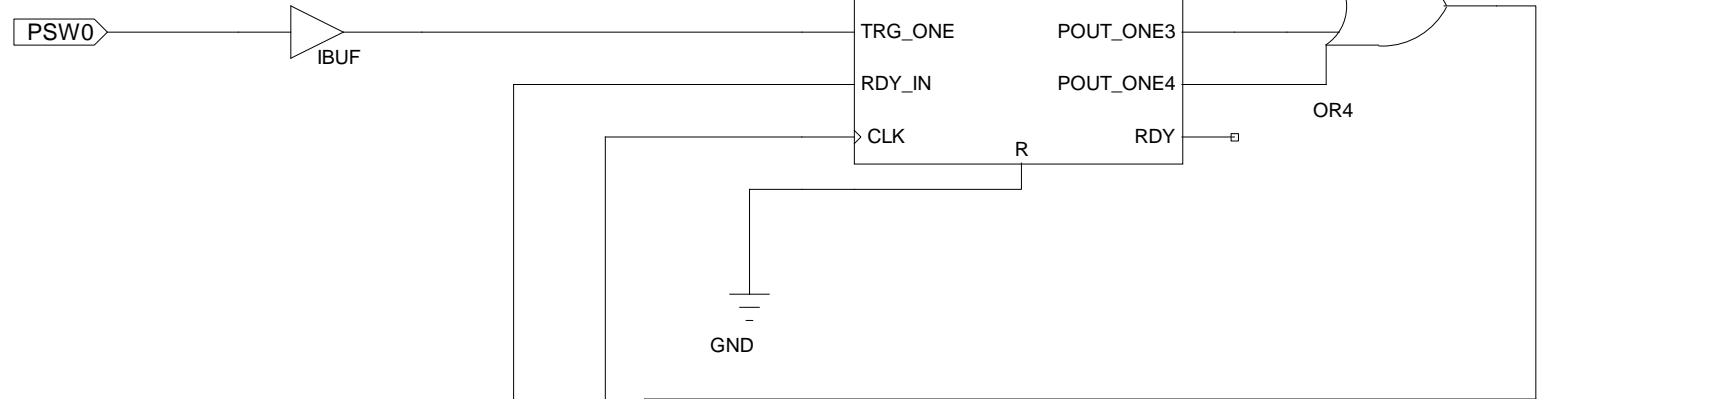 PSW0
IBUF
TRG_ONE
POUT_ONE3
RDY_IN
POUT_ONE4
OR4
CLK
RDY
R
GND